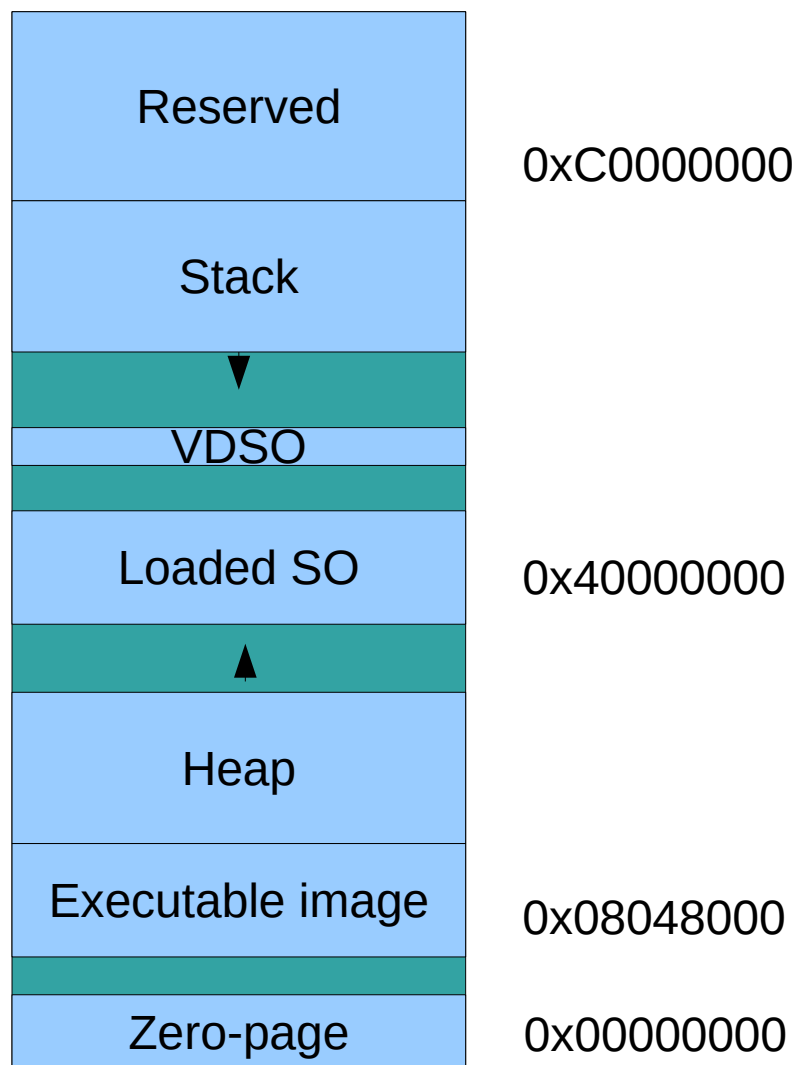 Reserved
0xC0000000
Stack
VDSO
Loaded SO
0x40000000
Heap
Executable image
0x08048000
Zero-page
0x00000000